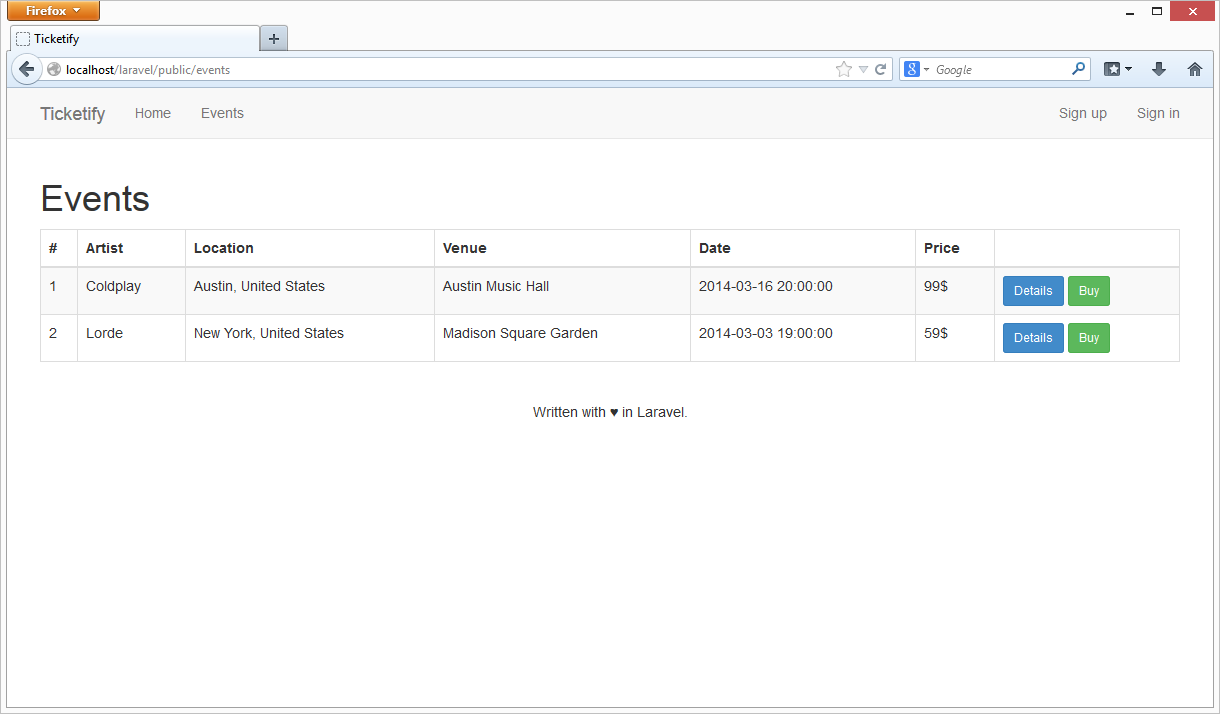 Firefox
Ticketify
localhost/laravel/public/events
Google
Ticketify Home Events Sign up Sign in
Events
# Artist Location Venue Date Price
1 Coldplay Austin, United States Austin Music Hall 2014-03-16 20:00:00 99$ Details Buy
2 Lorde New York, United States Madison Square Garden 2014-03-03 19:00:00 59$ Details Buy
Written with ♥ in Laravel.